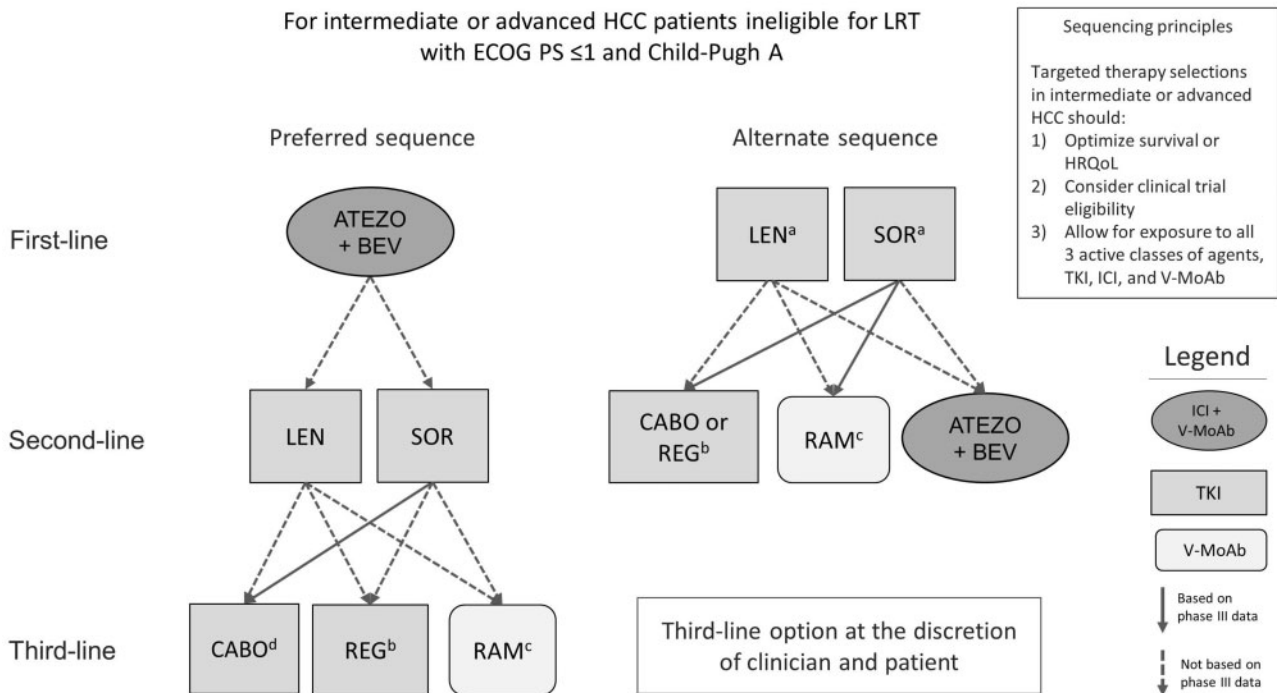 For intermediate or advanced HCC patients ineligible for LRT
with ECOG PS ≤1 and Child-Pugh A
Sequencing principles
Targeted therapy selections
in intermediate or advanced
HCC should:
1) Optimize survival or
HRQoL
2) Consider clinical trial
eligibility
3) Allow for exposure to all
3 active classes of agents,
TKI, ICI, and V-MoAb
Preferred sequence
Alternate sequence
First-line
ATEZO
+ BEV
LENᵃ
SORᵃ
Second-line
LEN
SOR
CABO or
REGᵇ
RAMᶜ
ATEZO
+ BEV
Third-line
CABOᵈ
REGᵇ
RAMᶜ
Third-line option at the discretion
of clinician and patient
Legend
ICI +
V-MoAb
TKI
V-MoAb
Based on
phase III data
Not based on
phase III data